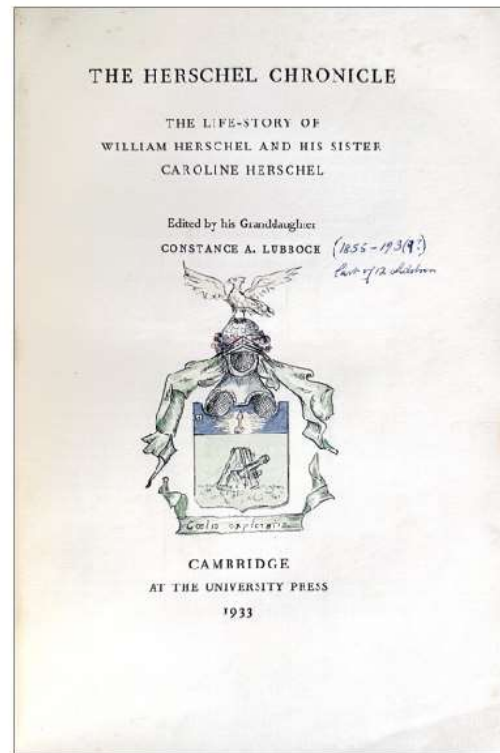 THE HERSCHEL CHRONICLE
THE LIFE-STORY OF
WILLIAM HERSCHEL AND HIS SISTER
CAROLINE HERSCHEL
Edited by his Granddaughter
CONSTANCE A. LUBBOCK (1855-193(9?)
Last of 12 children
Coelis exploratis
CAMBRIDGE
AT THE UNIVERSITY PRESS
1933